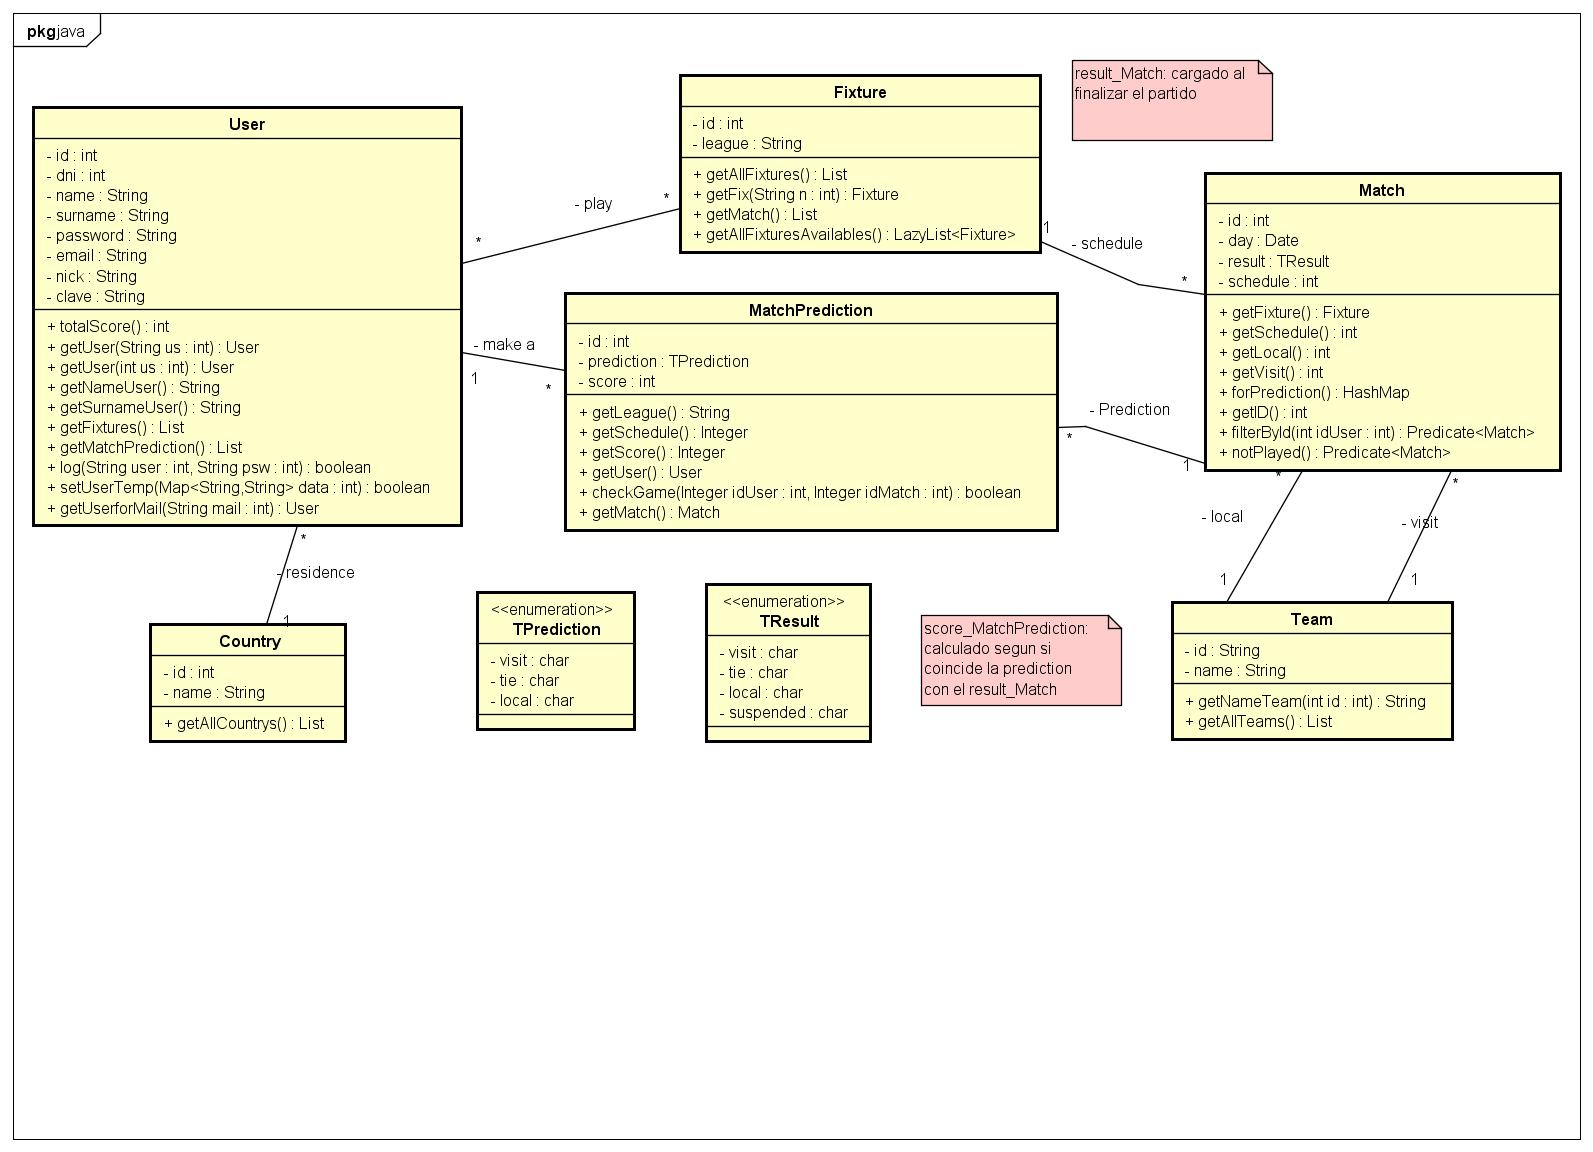 pkg java
User
- id : int
- dni : int
- name : String
- surname : String
- password : String
- email : String
- nick : String
- clave : String
+ totalScore() : int
+ getUser(String us : int) : User
+ getUser(int us : int) : User
+ getNameUser() : String
+ getSurnameUser() : String
+ getFixtures() : List
+ getMatchPrediction() : List
+ log(String user : int, String psw : int) : boolean
+ setUserTemp(Map<String,String> data : int) : boolean
+ getUserforMail(String mail : int) : User
- play
*
*
Fixture
- id : int
- league : String
+ getAllFixtures() : List
+ getFix(String n : int) : Fixture
+ getMatch() : List
+ getAllFixturesAvailables() : LazyList<Fixture>
result_Match: cargado al
finalizar el partido
1
- schedule
*
Match
- id : int
- day : Date
- result : TResult
- schedule : int
+ getFixture() : Fixture
+ getSchedule() : int
+ getLocal() : int
+ getVisit() : int
+ forPrediction() : HashMap
+ getID() : int
+ filterById(int idUser : int) : Predicate<Match>
+ notPlayed() : Predicate<Match>
- make a
1
*
MatchPrediction
- id : int
- prediction : TPrediction
- score : int
+ getLeague() : String
+ getSchedule() : Integer
+ getScore() : Integer
+ getUser() : User
+ checkGame(Integer idUser : int, Integer idMatch : int) : boolean
+ getMatch() : Match
- Prediction
*
1
*
- local
1
*
- visit
1
*
- residence
1
Country
- id : int
- name : String
+ getAllCountrys() : List
<<enumeration>>
TPrediction
- visit : char
- tie : char
- local : char
<<enumeration>>
TResult
- visit : char
- tie : char
- local : char
- suspended : char
score_MatchPrediction:
calculado segun si
coincide la prediction
con el result_Match
Team
- id : String
- name : String
+ getNameTeam(int id : int) : String
+ getAllTeams() : List